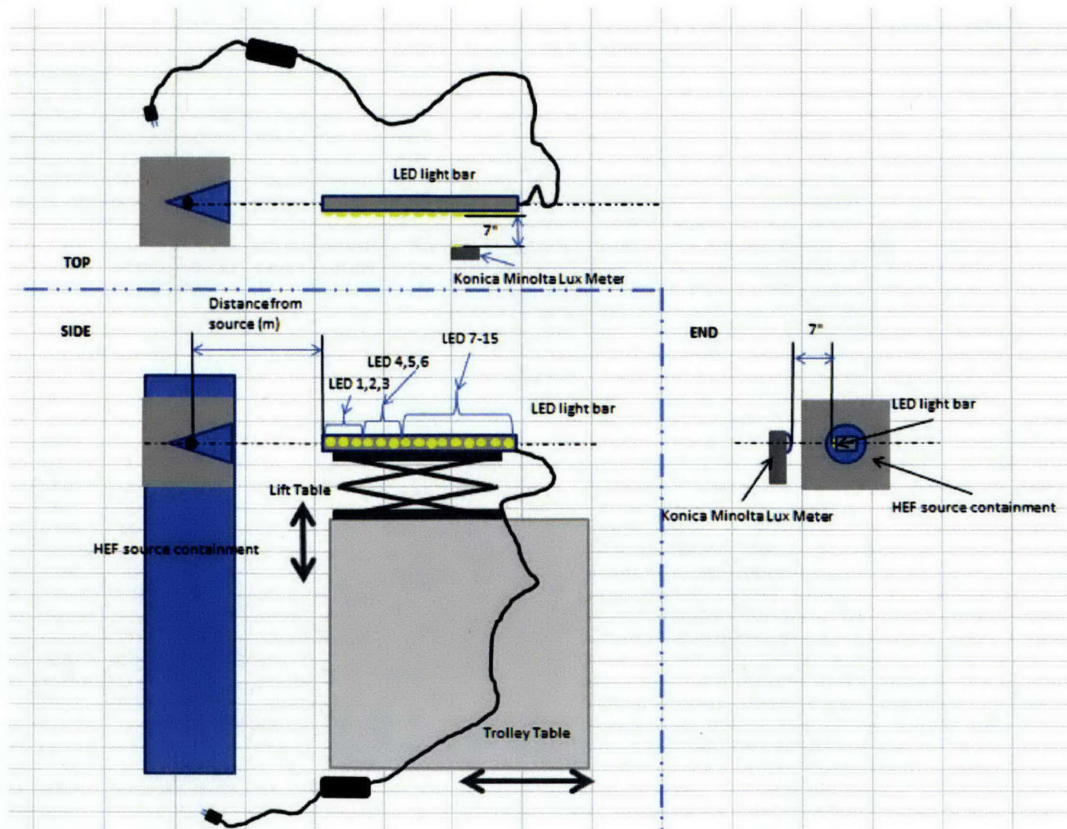 LED light bar
7"
Konica Minolta Lux Meter
TOP
Distance from
source (m)
SIDE
LED 7-15
LED 4,5,6
LED 1,2,3
LED light bar
Lift Table
HEF source containment
Trolley Table
END
7"
LED light bar
HEF source containment
Konica Minolta Lux Meter